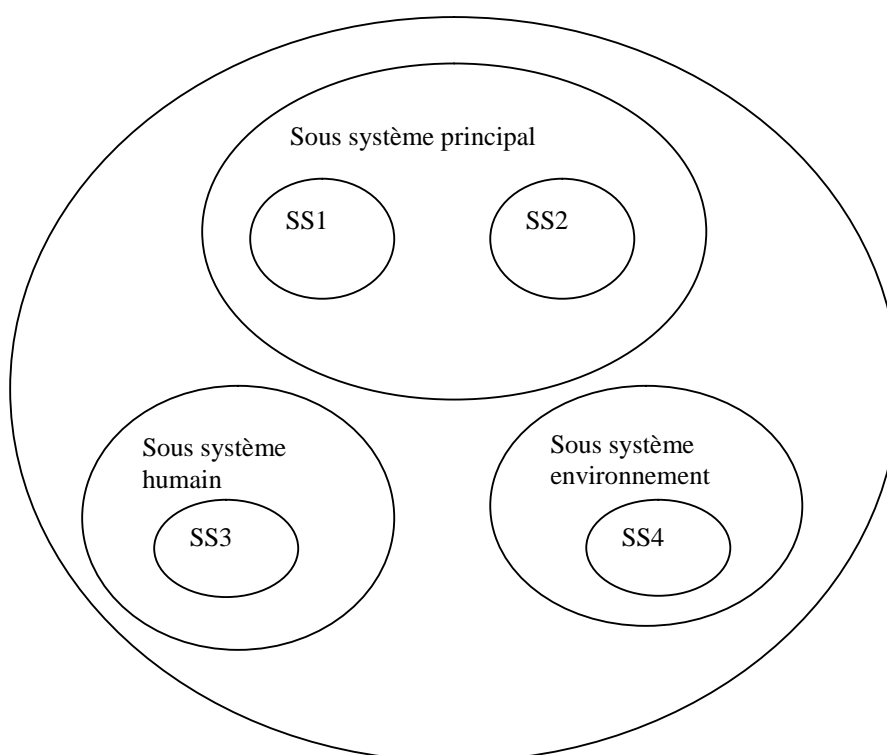 Sous système principal
SS1
SS2
Sous système
humain
SS3
Sous système
environnement
SS4